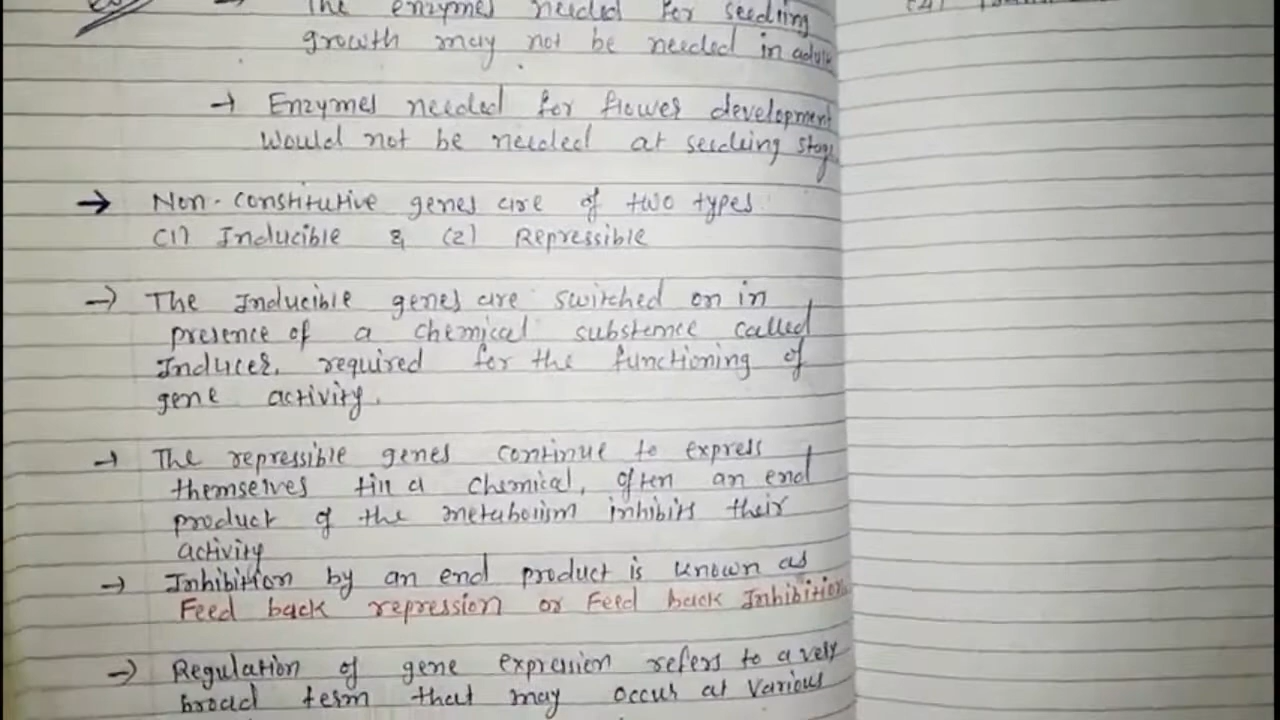 The enzymes needed for seedling
growth may not be needed in adult
→ Enzymes needed for flower development
would not be needed at seedling stage
→ Non-constitutive genes are of two types
(1) Inducible & (2) Repressible
→ The Inducible genes are switched on in
presence of a chemical substance called
Inducer, required for the functioning of
gene activity.
→ The repressible genes continue to express
themselves till a chemical, often an end
product of the metabolism inhibits their
activity
→ Inhibition by an end product is known as
Feed back repression or Feed back Inhibition
→ Regulation of gene expression refers to a very
broad term that may occur at various